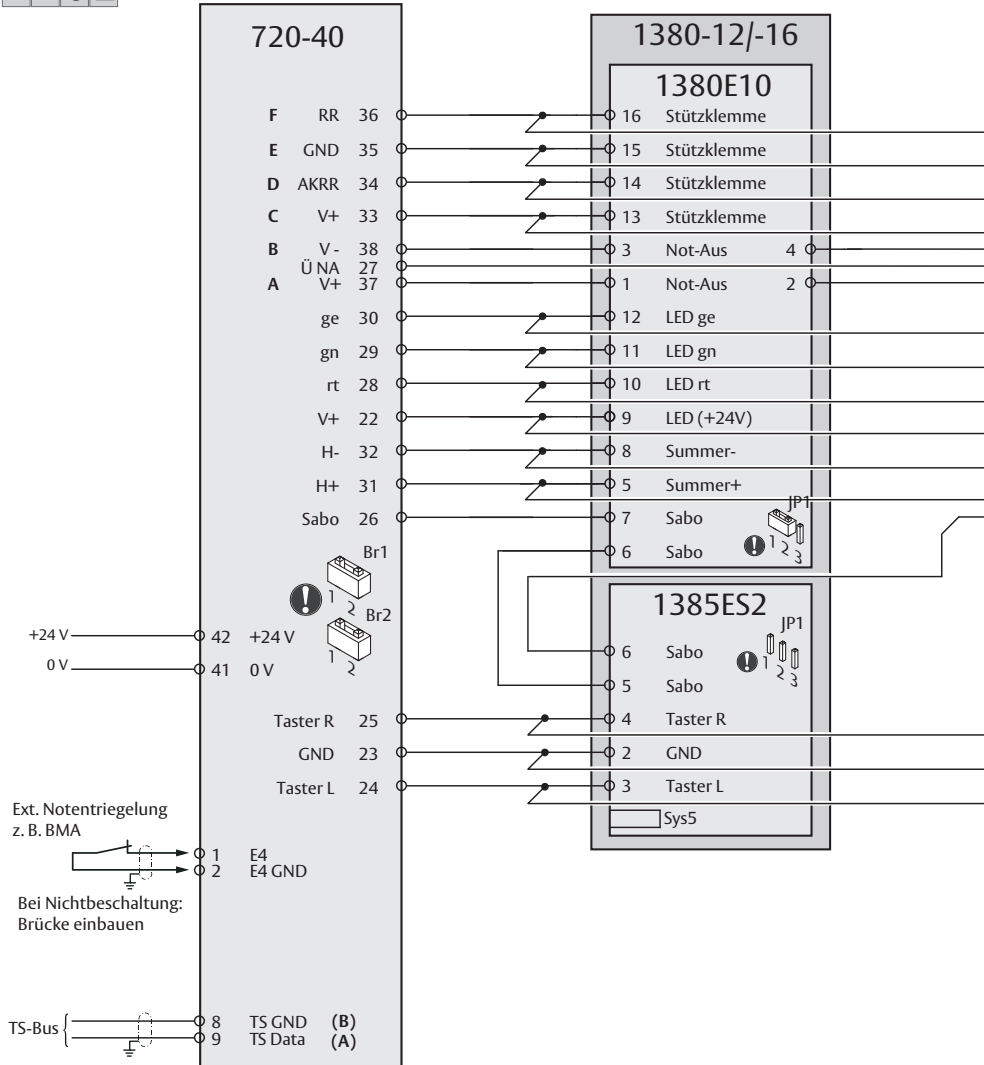 720-40
F RR 36
E GND 35
D AKRR 34
C V+ 33
B V - 38
Ü NA 27
A V+ 37
ge 30
gn 29
rt 28
V+ 22
H- 32
H+ 31
Sabo 26
Br1
1 2
Br2
1 2
+24 V 42 +24 V
0 V 41 0 V
Taster R 25
GND 23
Taster L 24
Ext. Notentriegelung
z. B. BMA
1 E4
2 E4 GND
Bei Nichtbeschaltung:
Brücke einbauen
TS-Bus
8 TS GND (B)
9 TS Data (A)
1380-12/-16
1380E10
16 Stützklemme
15 Stützklemme
14 Stützklemme
13 Stützklemme
3 Not-Aus 4
1 Not-Aus 2
12 LED ge
11 LED gn
10 LED rt
9 LED (+24V)
8 Summer-
5 Summer+
JP1
7 Sabo
1 2 3
6 Sabo
1385ES2
JP1
6 Sabo
1 2 3
5 Sabo
4 Taster R
2 GND
3 Taster L
Sys5